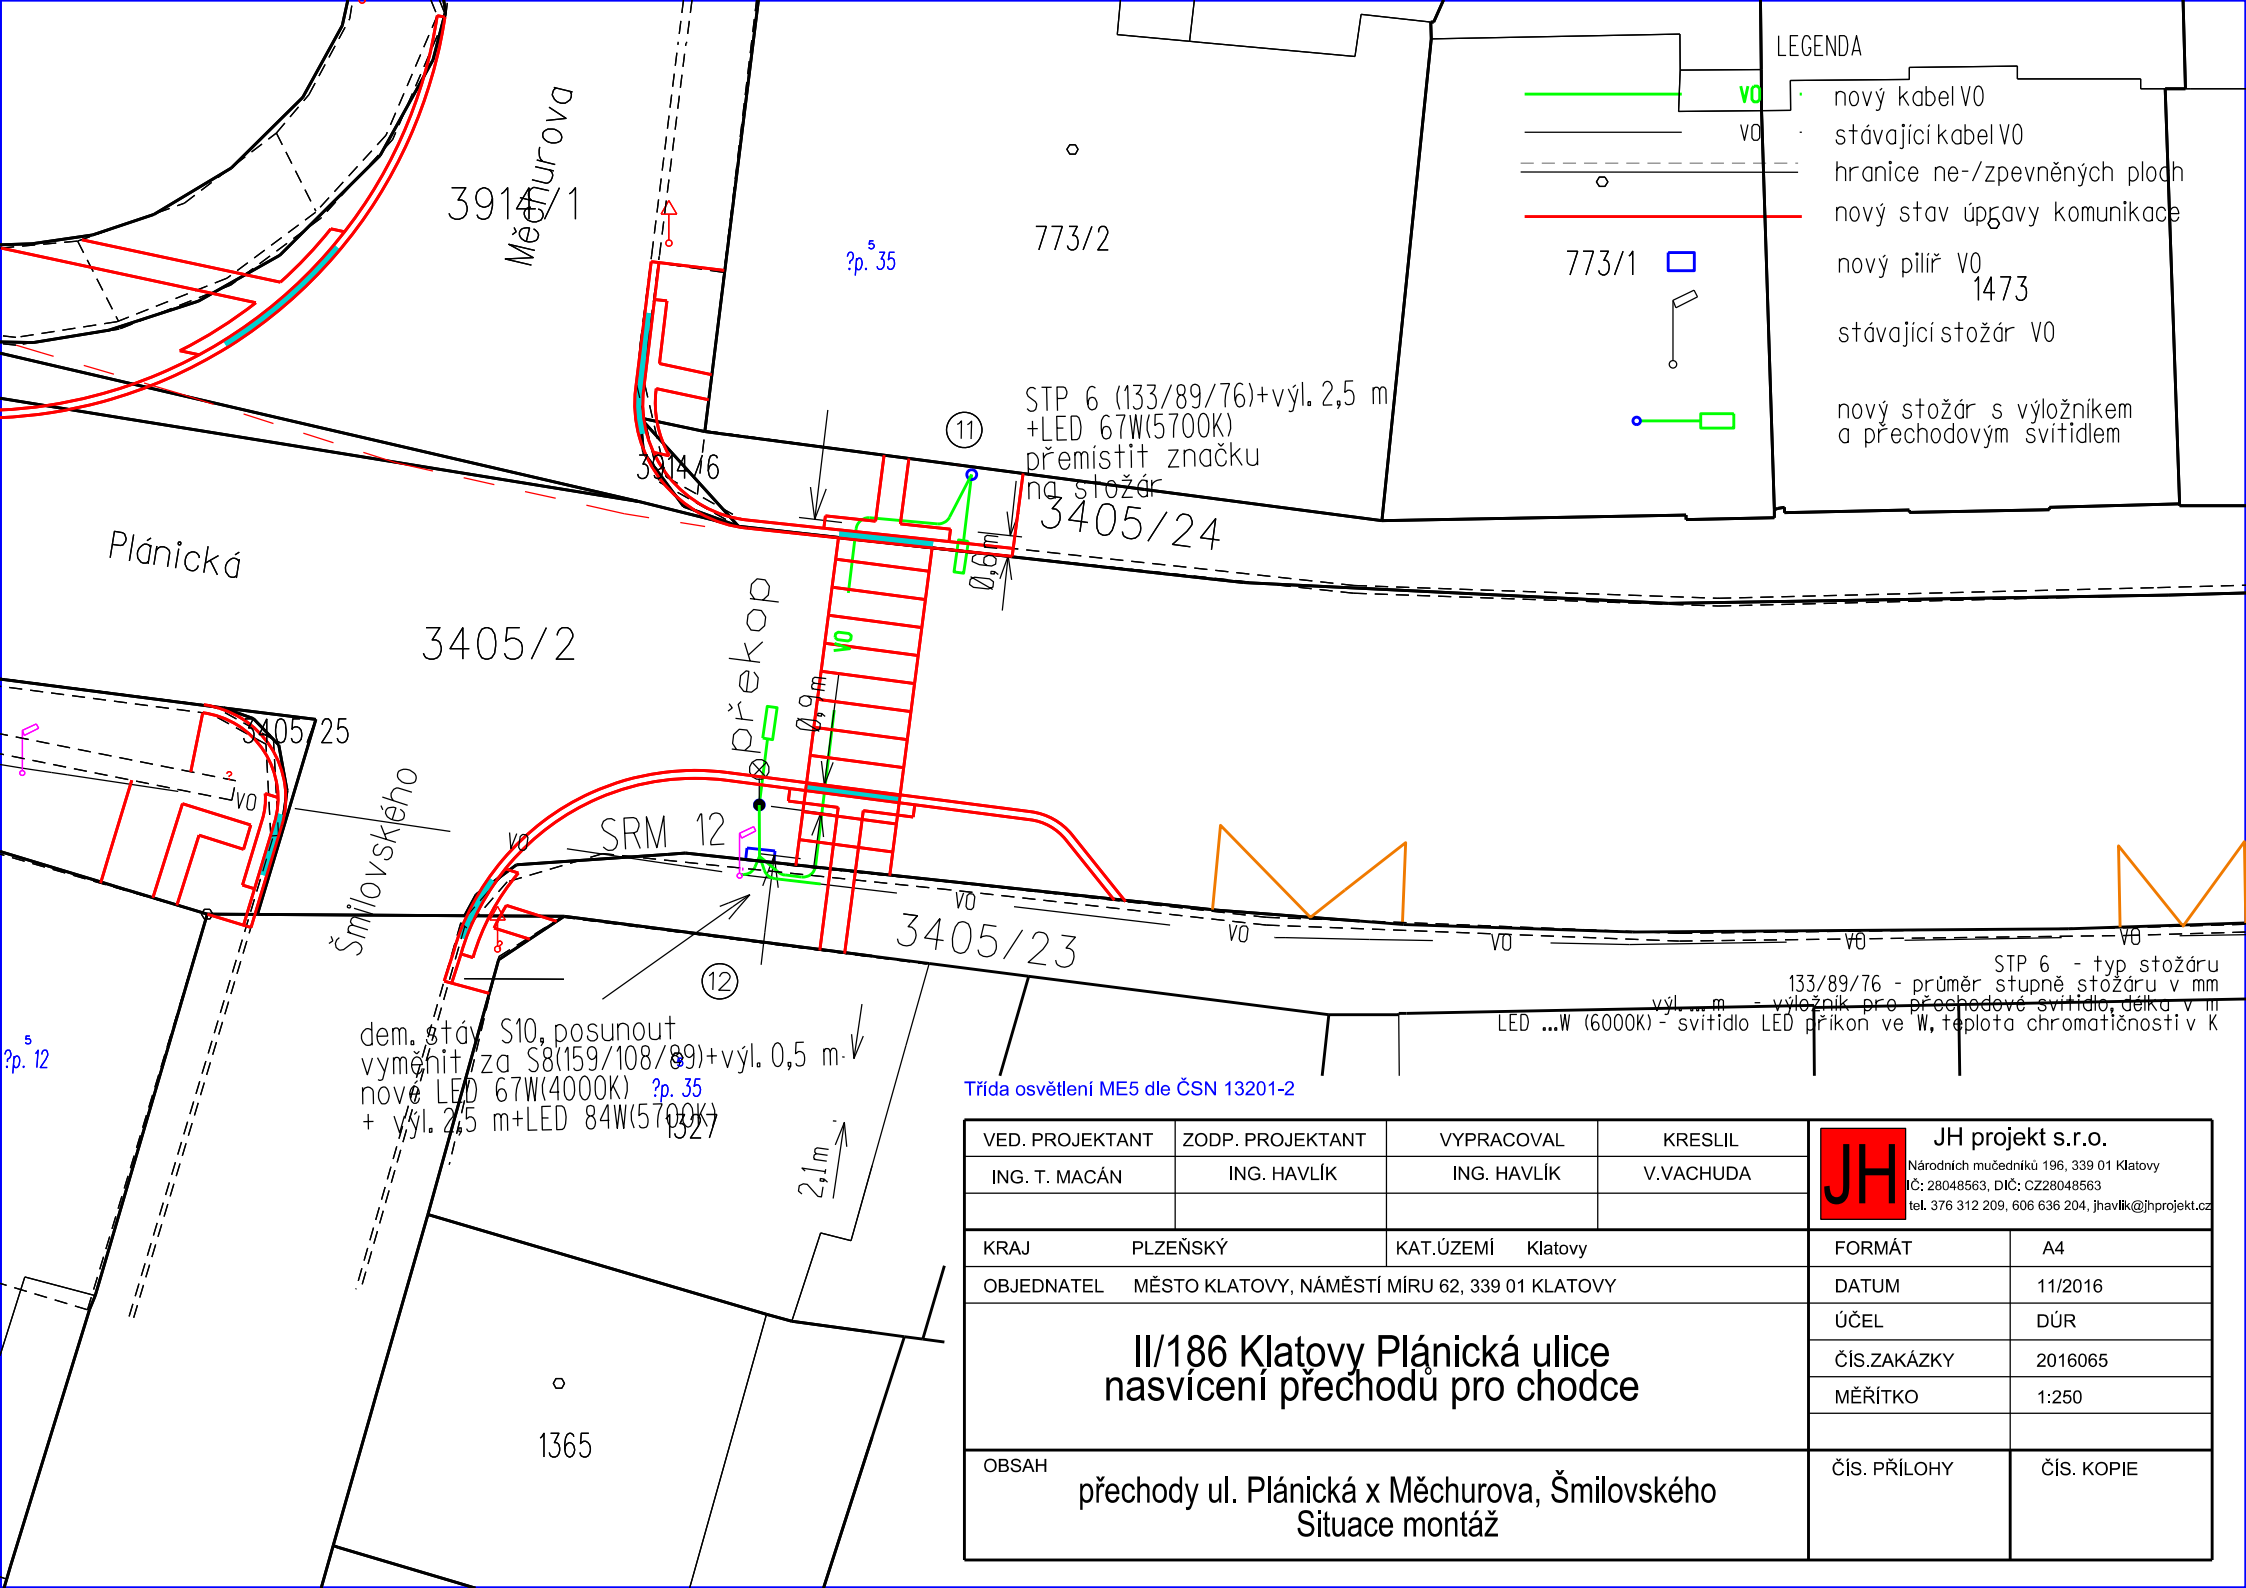 LEGENDA
VO
nový kabel VO
VO
stávající kabel VO
hranice ne-/zpevněných ploch
nový stav úpravy komunikace
773/1
nový pilíř VO
1473
stávající stožár VO
nový stožár s výložníkem
a přechodovým svítidlem
Měchurova
3914/1
5
?p. 35
773/2
STP 6 (133/89/76)+výl. 2,5 m
+LED 67W(5700K)
přemístit značku
na stožár
11
3914/6
3405/24
Plánická
0,6m
3405/2
překop
VO
0,9m
3405/25
?
VO
Šmilovského
VO
SRM 12
VO
3405/23
VO
VO
VO
VO
12
STP 6 - typ stožáru
133/89/76 - průměr stupně stožáru v mm
výl. ... m - výložník pro přechodové svítidlo, délka v m
LED ...W (6000K) - svítidlo LED příkon ve W, teplota chromatičnosti v K
5
?p. 12
dem. stáv S10, posunout
vyměnit za S8(159/108/89)+výl. 0,5 m
nové LED 67W(4000K)
+ výl. 2,5 m+LED 84W(5700K)
?p. 35
1327
2,1m
1365
Třída osvětlení ME5 dle ČSN 13201-2
VED. PROJEKTANT ZODP. PROJEKTANT VYPRACOVAL KRESLIL
ING. T. MACÁN ING. HAVLÍK ING. HAVLÍK V.VACHUDA
JH
JH projekt s.r.o.
Národních mučedníků 196, 339 01 Klatovy
IČ: 28048563, DIČ: CZ28048563
tel. 376 312 209, 606 636 204, jhavlik@jhprojekt.cz
KRAJ PLZEŇSKÝ KAT.ÚZEMÍ Klatovy
OBJEDNATEL MĚSTO KLATOVY, NÁMĚSTÍ MÍRU 62, 339 01 KLATOVY
II/186 Klatovy Plánická ulice
nasvícení přechodů pro chodce
FORMÁT A4
DATUM 11/2016
ÚČEL DÚR
ČÍS.ZAKÁZKY 2016065
MĚŘÍTKO 1:250
OBSAH
přechody ul. Plánická x Měchurova, Šmilovského
Situace montáž
ČÍS. PŘÍLOHY ČÍS. KOPIE